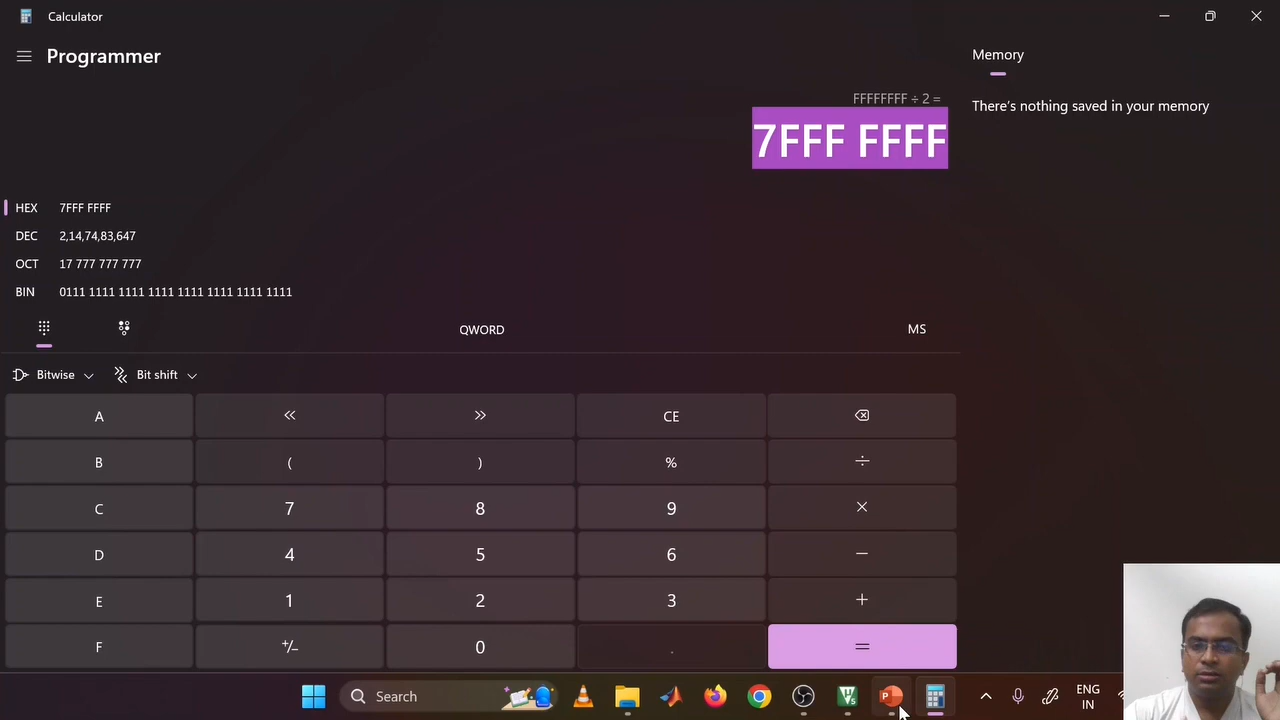 Calculator
Programmer
Memory
FFFFFFFF ÷ 2 =
There's nothing saved in your memory
7FFF FFFF
HEX 7FFF FFFF
DEC 2,14,74,83,647
OCT 17 777 777 777
BIN 0111 1111 1111 1111 1111 1111 1111 1111
QWORD MS
Bitwise Bit shift
A << >> CE
B ( ) % ÷
C 7 8 9 ×
D 4 5 6 −
E 1 2 3 +
F +/− 0 . =
Search
ENG
IN